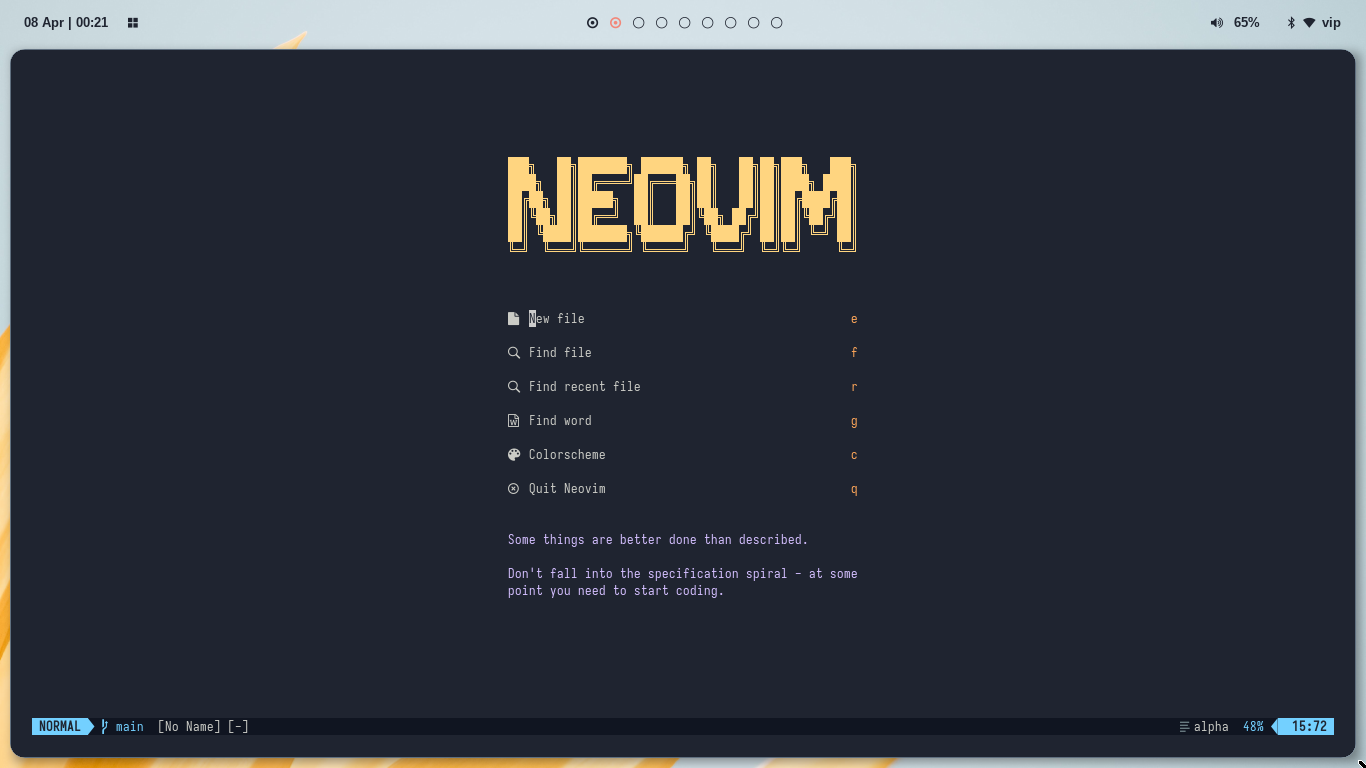 08 Apr | 00:21
65%
vip
NEOVIM
New file e
Find file f
Find recent file r
Find word g
Colorscheme c
Quit Neovim q
Some things are better done than described.
Don't fall into the specification spiral – at some
point you need to start coding.
NORMAL main [No Name] [-] alpha 48% 15:72